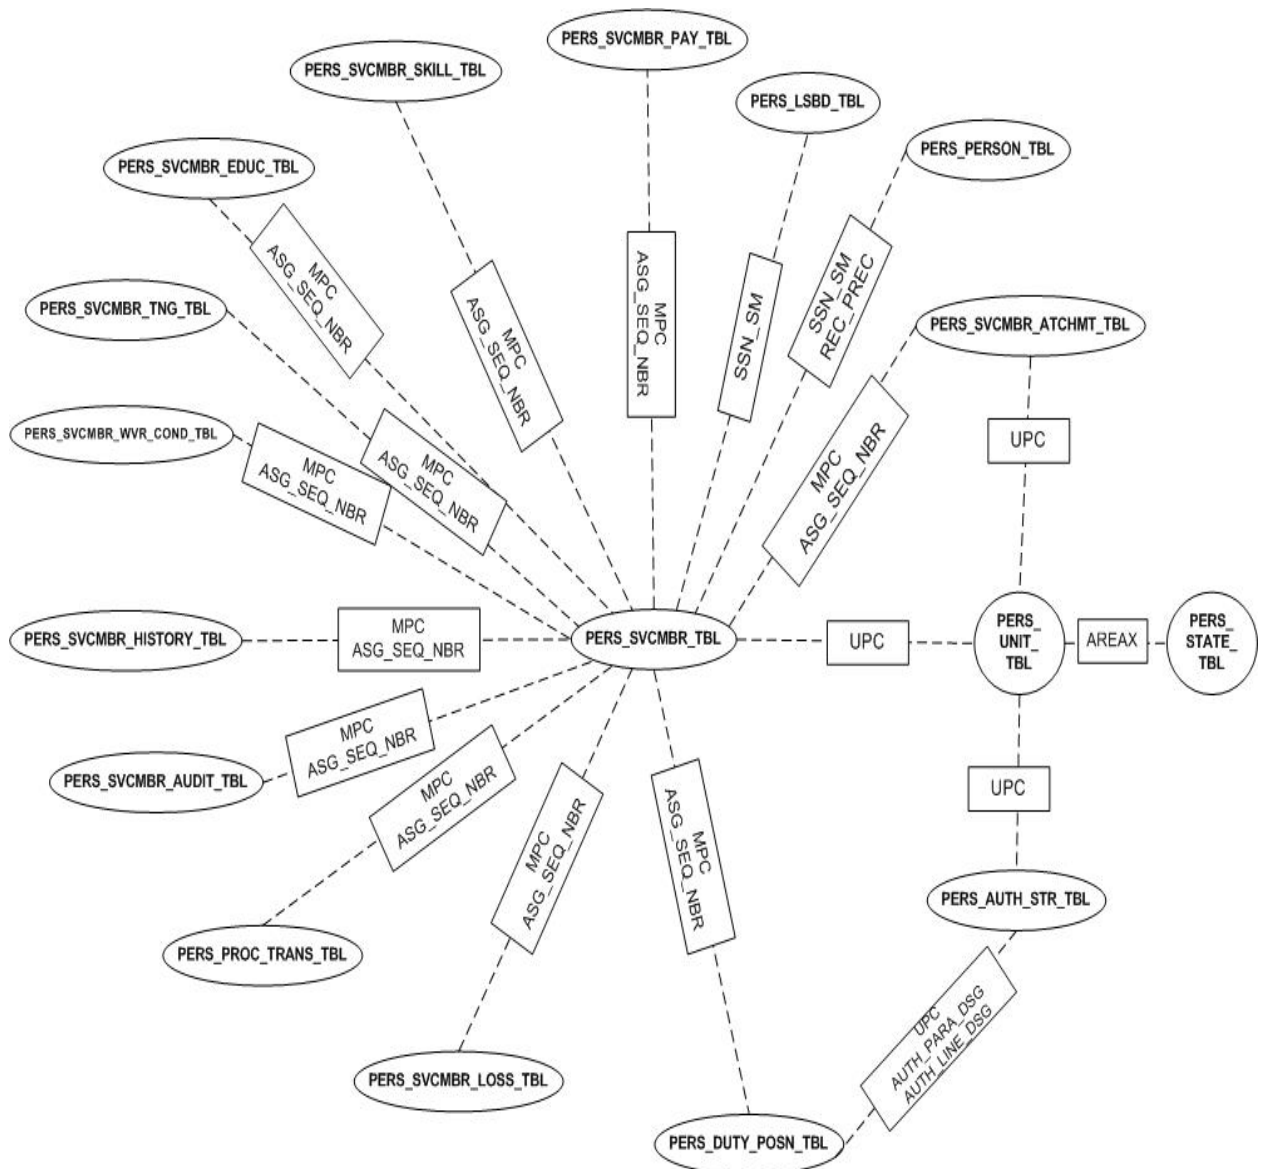 PERS_SVCMBR_PAY_TBL
PERS_SVCMBR_SKILL_TBL
PERS_LSBD_TBL
PERS_PERSON_TBL
PERS_SVCMBR_EDUC_TBL
MPC
ASG_SEQ_NBR
MPC
ASG_SEQ_NBR
MPC
ASG_SEQ_NBR
SSN_SM
SSN_SM
REC_PREC
PERS_SVCMBR_TNG_TBL
PERS_SVCMBR_ATCHMT_TBL
PERS_SVCMBR_WVR_COND_TBL
MPC
ASG_SEQ_NBR
MPC
ASG_SEQ_NBR
MPC
ASG_SEQ_NBR
UPC
PERS_SVCMBR_HISTORY_TBL
MPC
ASG_SEQ_NBR
PERS_SVCMBR_TBL
UPC
PERS_
UNIT_
TBL
AREAX
PERS_
STATE_
TBL
PERS_SVCMBR_AUDIT_TBL
MPC
ASG_SEQ_NBR
MPC
ASG_SEQ_NBR
MPC
ASG_SEQ_NBR
MPC
ASG_SEQ_NBR
UPC
PERS_AUTH_STR_TBL
PERS_PROC_TRANS_TBL
UPC
AUTH_PARA_DSG
AUTH_LINE_DSG
PERS_SVCMBR_LOSS_TBL
PERS_DUTY_POSN_TBL